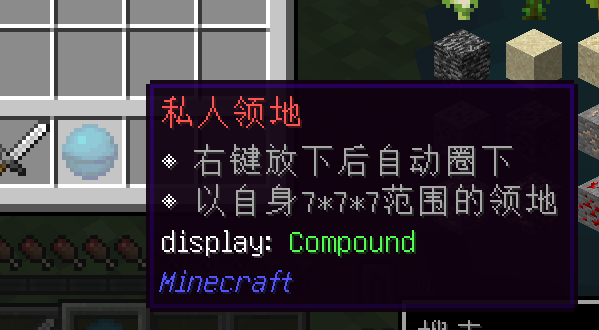 私人领地
◈ 右键放下后自动圈下
◈ 以自身7*7*7范围的领地
display: Compound
Minecraft